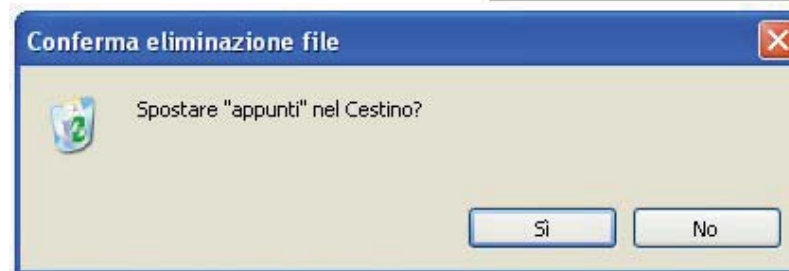 Conferma eliminazione file
Spostare "appunti" nel Cestino?
Sì
No